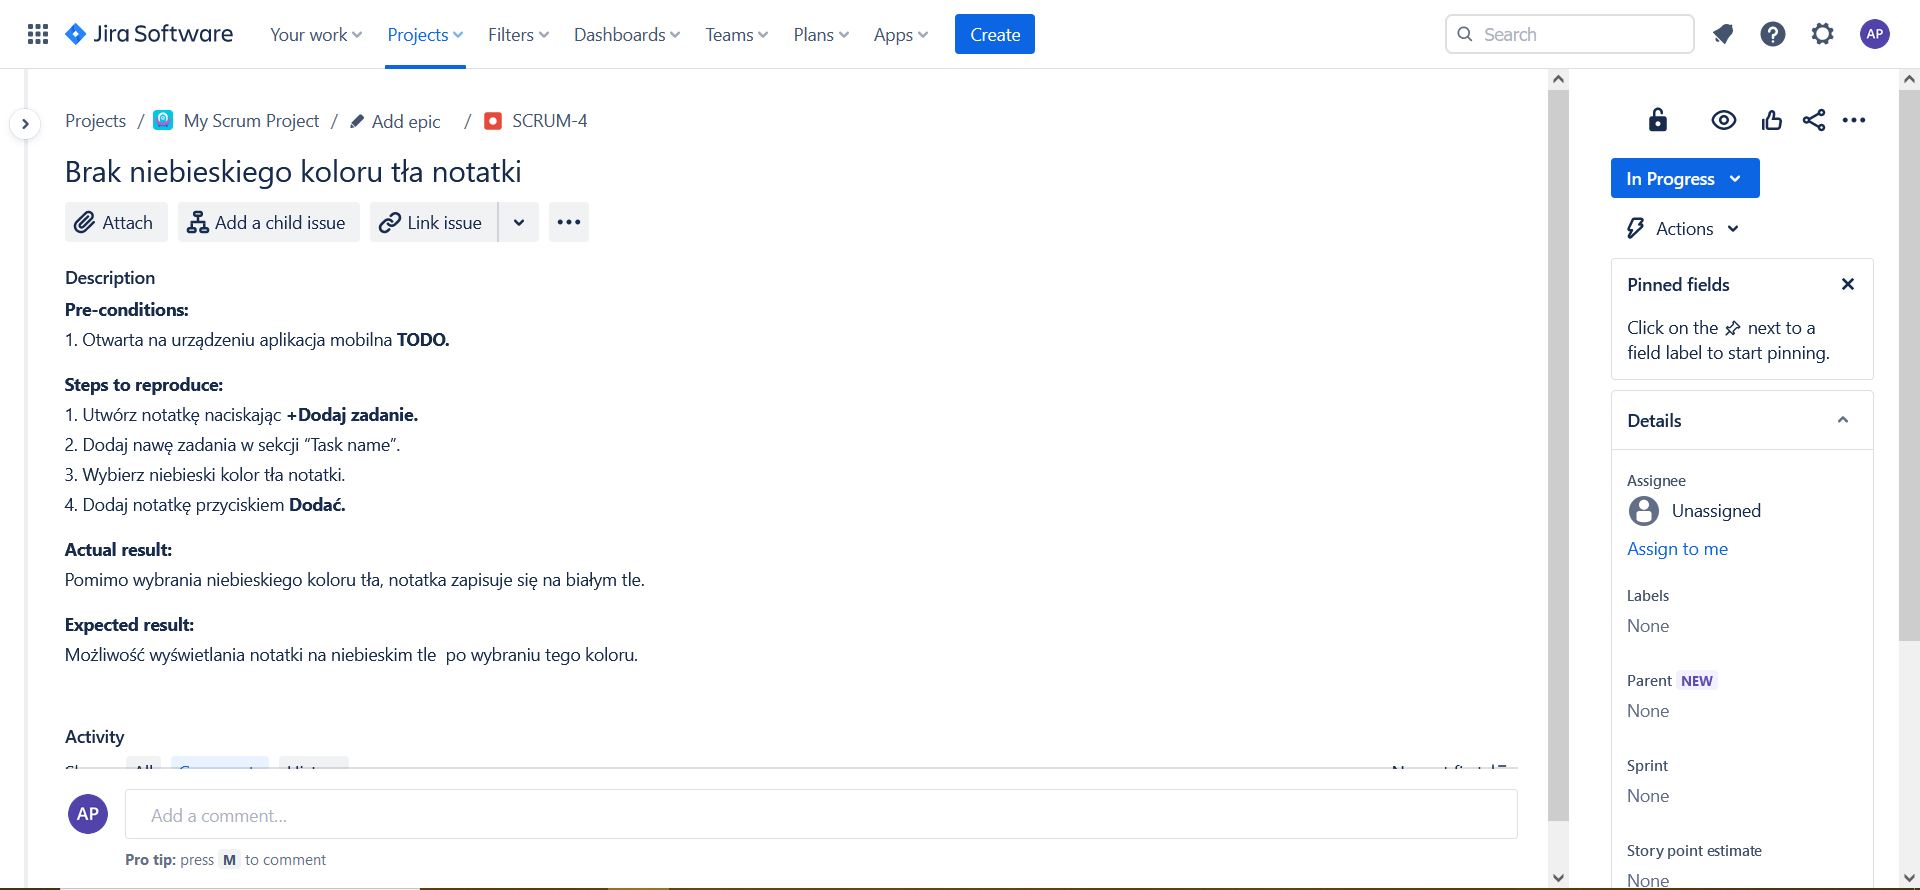 Jira Software Your work Projects Filters Dashboards Teams Plans Apps Create Search AP
Projects / My Scrum Project / Add epic / SCRUM-4
Brak niebieskiego koloru tła notatki
Attach Add a child issue Link issue
Description
Pre-conditions:
1. Otwarta na urządzeniu aplikacja mobilna TODO.
Steps to reproduce:
1. Utwórz notatkę naciskając +Dodaj zadanie.
2. Dodaj nawę zadania w sekcji “Task name”.
3. Wybierz niebieski kolor tła notatki.
4. Dodaj notatkę przyciskiem Dodać.
Actual result:
Pomimo wybrania niebieskiego koloru tła, notatka zapisuje się na białym tle.
Expected result:
Możliwość wyświetlania notatki na niebieskim tle  po wybraniu tego koloru.
Activity
All
AP Add a comment...
Pro tip: press M to comment
In Progress
Actions
Pinned fields
Click on the next to a
field label to start pinning.
Details
Assignee
Unassigned
Assign to me
Labels
None
Parent NEW
None
Sprint
None
Story point estimate
None